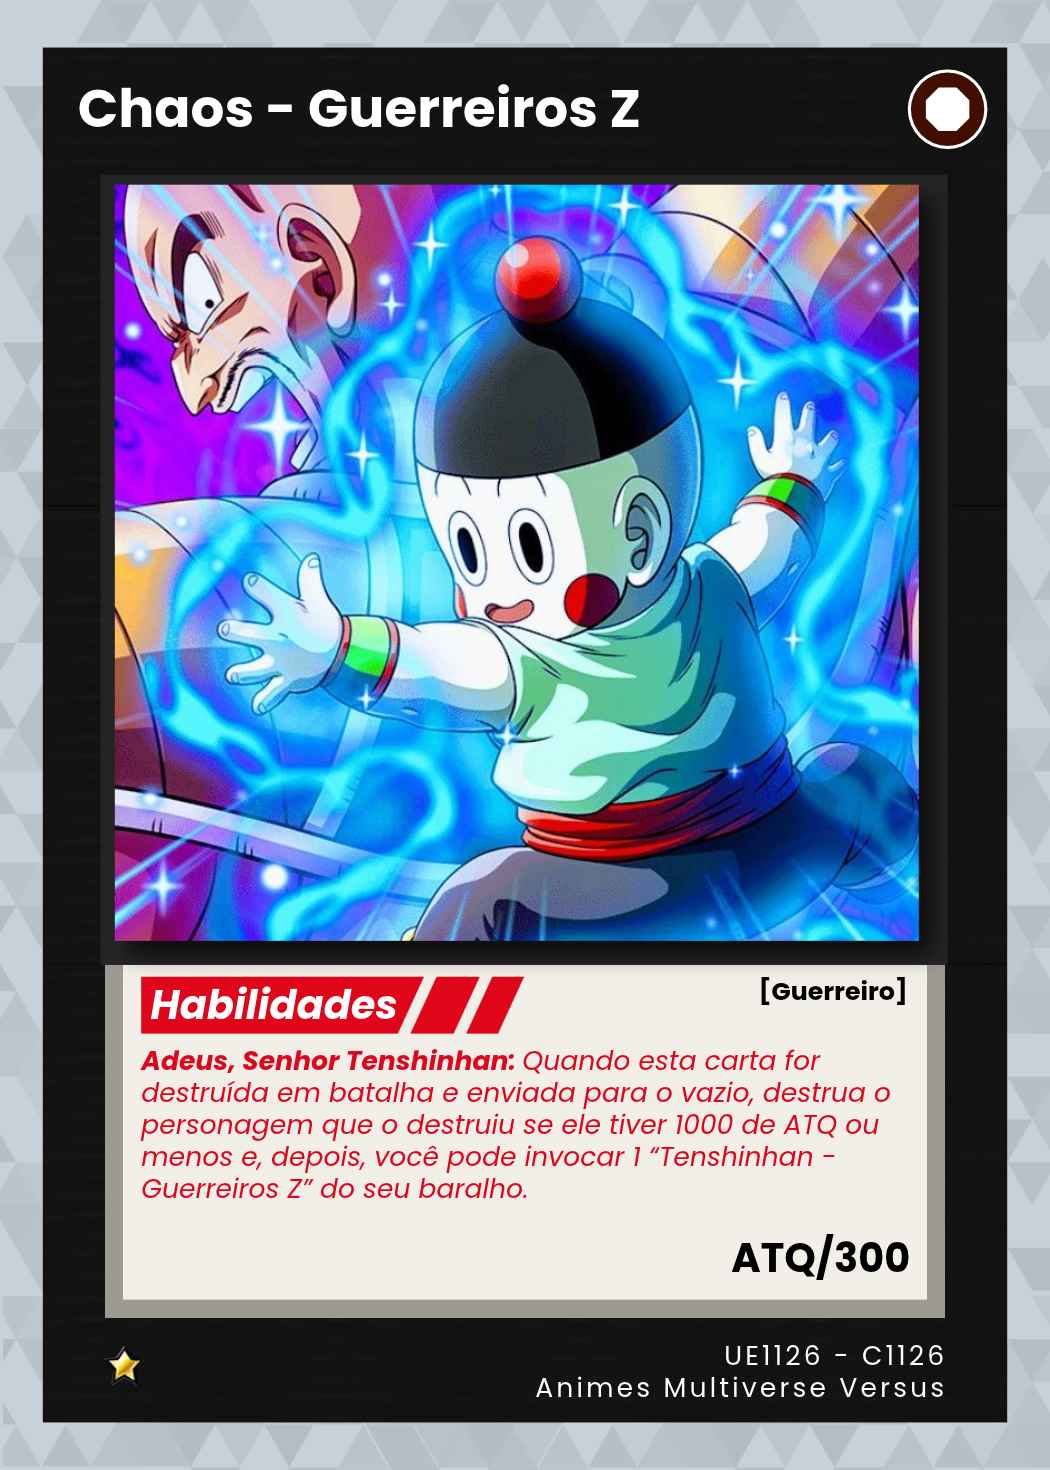 Chaos - Guerreiros Z
Habilidades
[Guerreiro]
Adeus, Senhor Tenshinhan: Quando esta carta for
destruída em batalha e enviada para o vazio, destrua o
personagem que o destruiu se ele tiver 1000 de ATQ ou
menos e, depois, você pode invocar 1 “Tenshinhan -
Guerreiros Z” do seu baralho.
ATQ/300
UE1126 - C1126
Animes Multiverse Versus